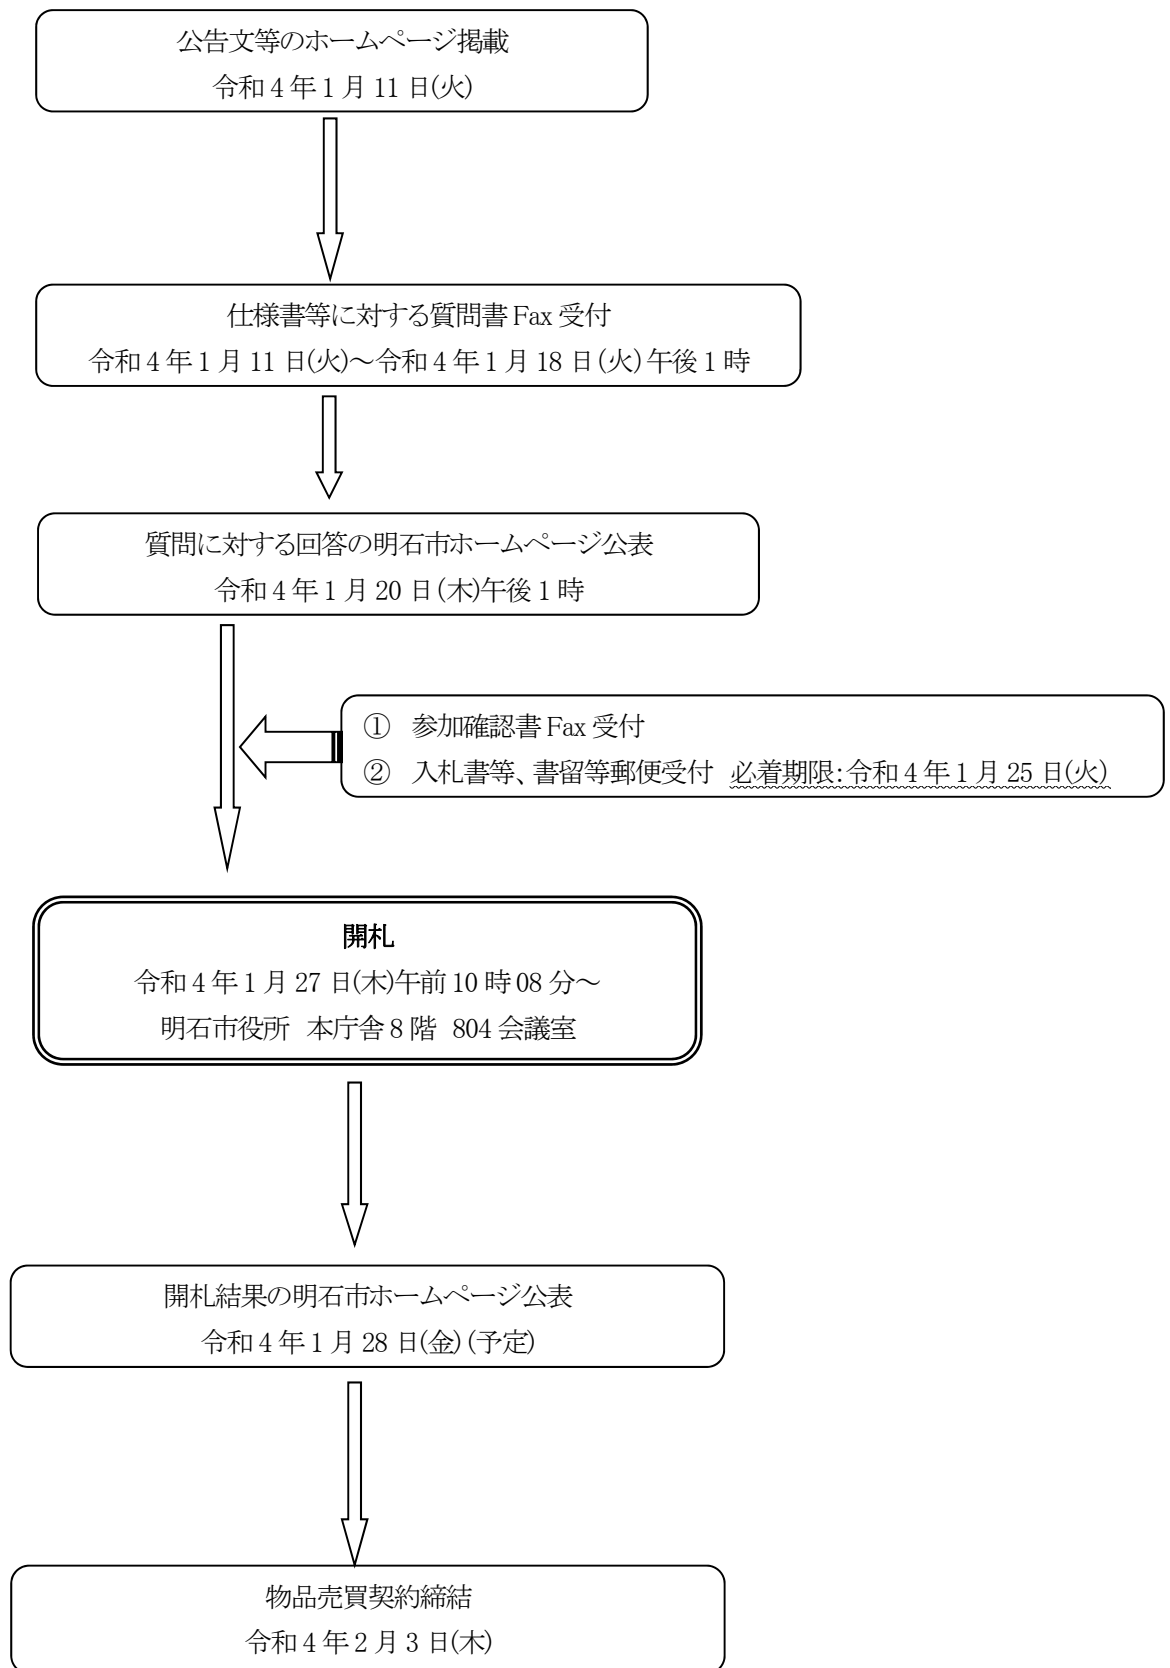 公告文等のホームページ掲載
令和4年1月11日(火)
仕様書等に対する質問書Fax受付
令和4年1月11日(火)～令和4年1月18日(火)午後1時
質問に対する回答の明石市ホームページ公表
令和4年1月20日(木)午後1時
① 参加確認書Fax受付
② 入札書等、書留等郵便受付 必着期限:令和4年1月25日(火)
開札
令和4年1月27日(木)午前10時08分～
明石市役所 本庁舎8階 804会議室
開札結果の明石市ホームページ公表
令和4年1月28日(金)(予定)
物品売買契約締結
令和4年2月3日(木)